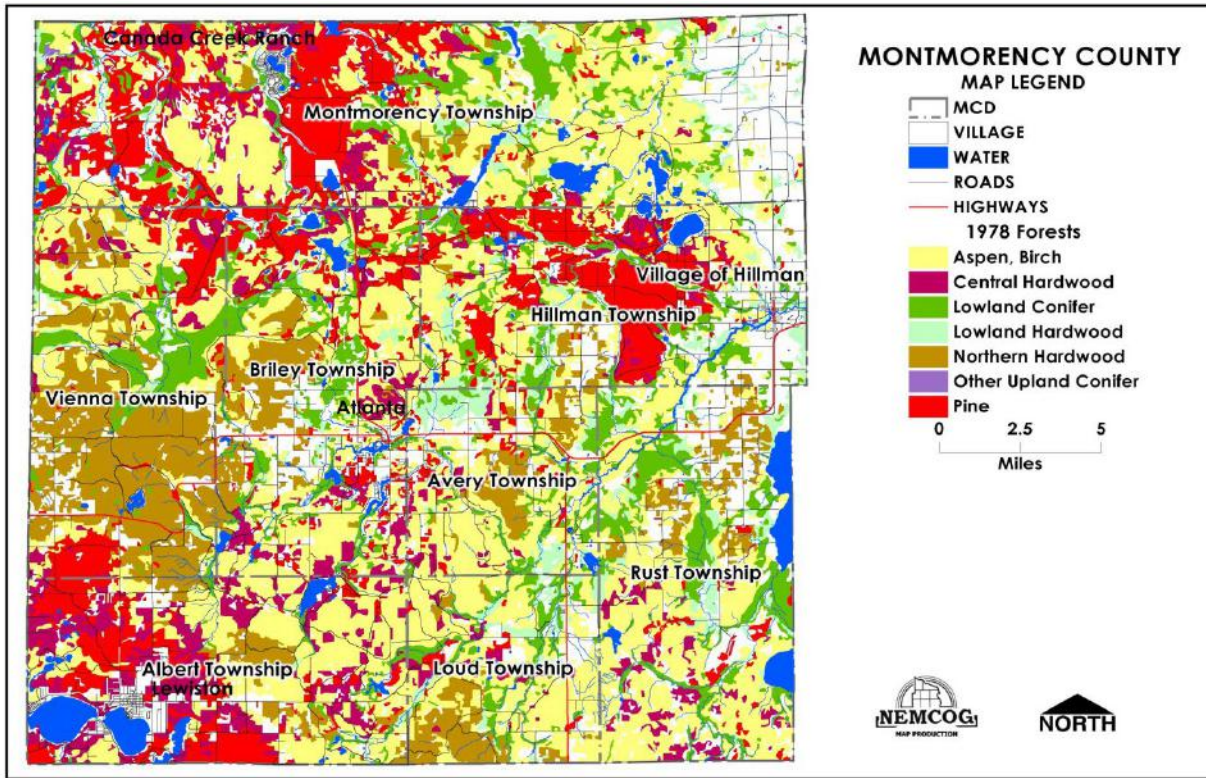 Canada Creek Ranch
Montmorency Township
Village of Hillman
Hillman Township
Briley Township
Vienna Township
Atlanta
Avery Township
Rust Township
Albert Township
Lewiston
Loud Township
MONTMORENCY COUNTY
MAP LEGEND
MCD
VILLAGE
WATER
ROADS
HIGHWAYS
1978 Forests
Aspen, Birch
Central Hardwood
Lowland Conifer
Lowland Hardwood
Northern Hardwood
Other Upland Conifer
Pine
0 2.5 5
Miles
NEMCOG
MAP PRODUCTION
NORTH